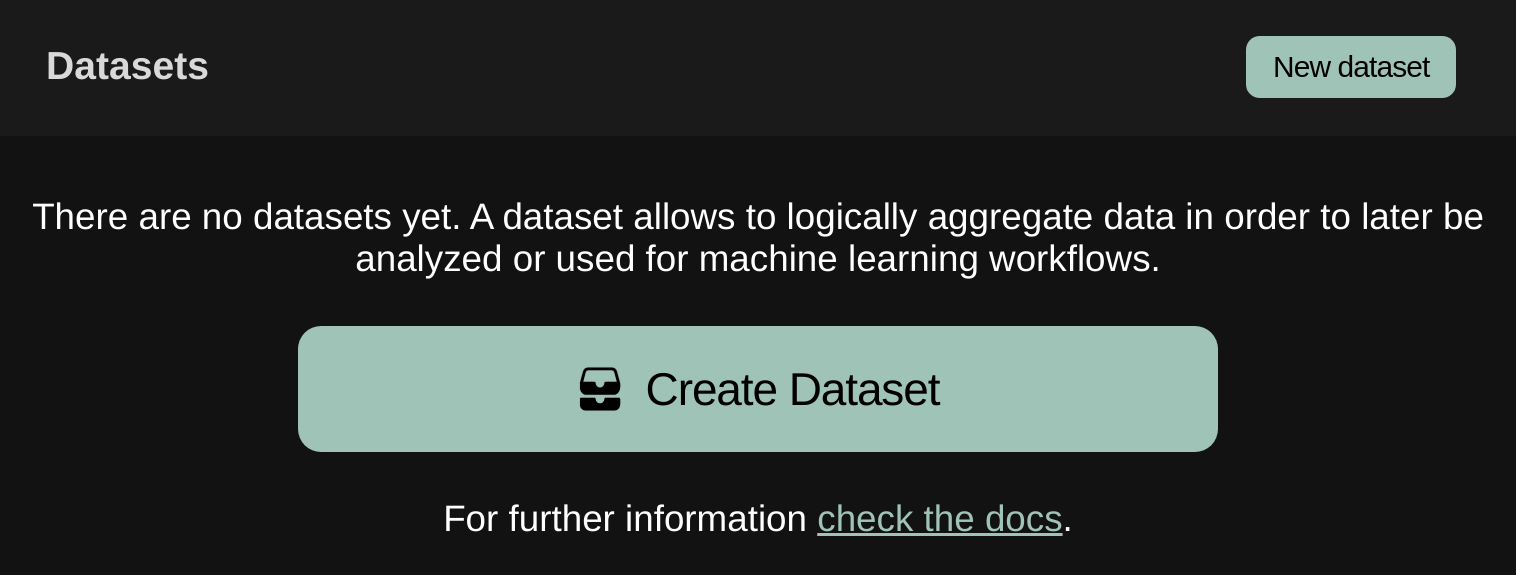 Datasets
New dataset
There are no datasets yet. A dataset allows to logically aggregate data in order to later be
analyzed or used for machine learning workflows.
Create Dataset
For further information check the docs.